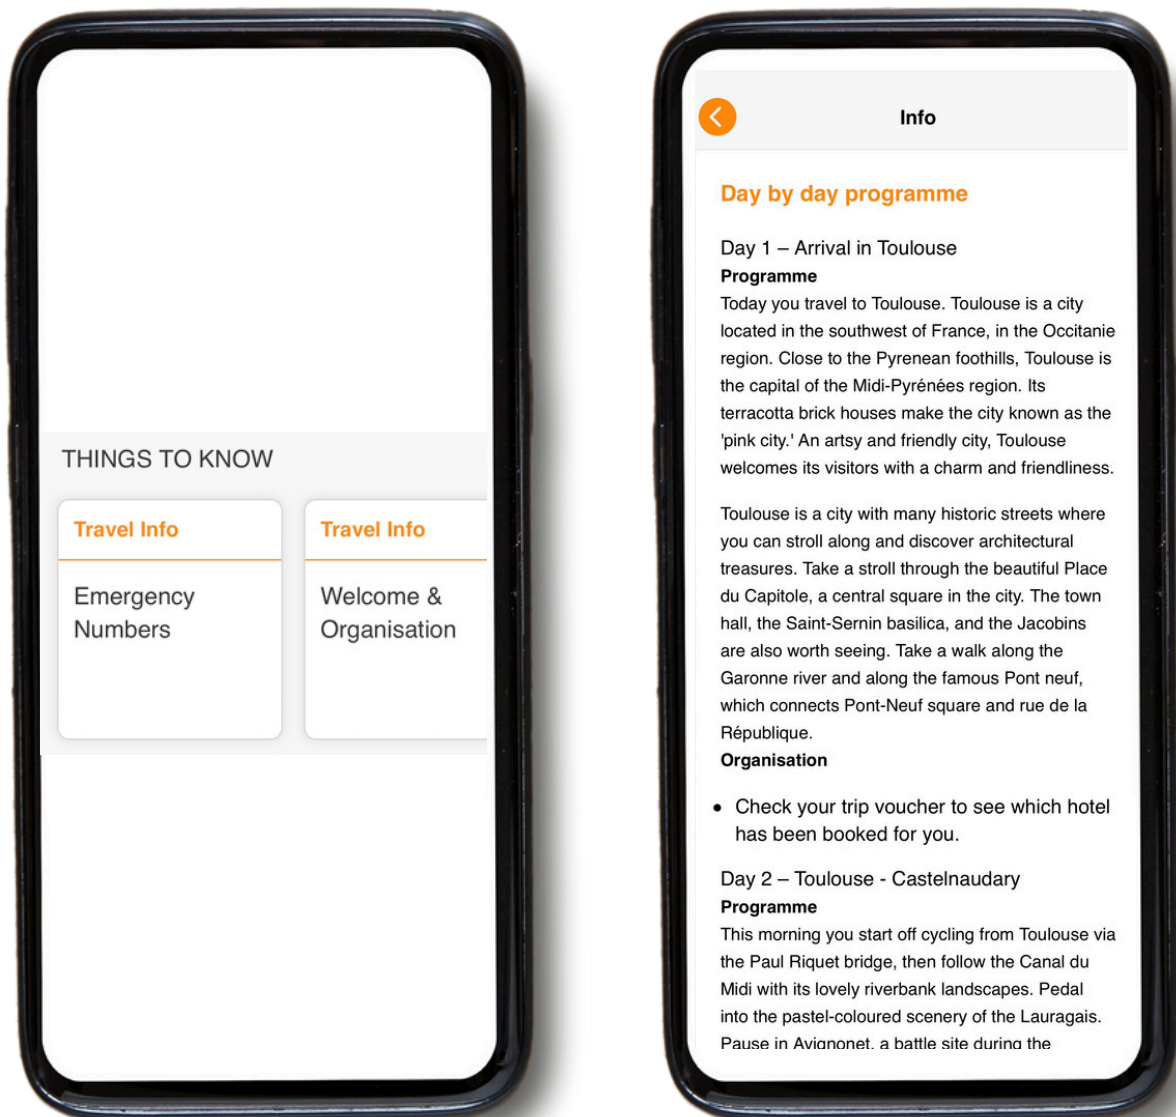 THINGS TO KNOW
Travel Info
Emergency
Numbers
Travel Info
Welcome &
Organisation
Info
Day by day programme
Day 1 – Arrival in Toulouse
Programme
Today you travel to Toulouse. Toulouse is a city
located in the southwest of France, in the Occitanie
region. Close to the Pyrenean foothills, Toulouse is
the capital of the Midi-Pyrénées region. Its
terracotta brick houses make the city known as the
'pink city.' An artsy and friendly city, Toulouse
welcomes its visitors with a charm and friendliness.
Toulouse is a city with many historic streets where
you can stroll along and discover architectural
treasures. Take a stroll through the beautiful Place
du Capitole, a central square in the city. The town
hall, the Saint-Sernin basilica, and the Jacobins
are also worth seeing. Take a walk along the
Garonne river and along the famous Pont neuf,
which connects Pont-Neuf square and rue de la
République.
Organisation
• Check your trip voucher to see which hotel
has been booked for you.
Day 2 – Toulouse - Castelnaudary
Programme
This morning you start off cycling from Toulouse via
the Paul Riquet bridge, then follow the Canal du
Midi with its lovely riverbank landscapes. Pedal
into the pastel-coloured scenery of the Lauragais.
Pause in Avignonet, a battle site during the